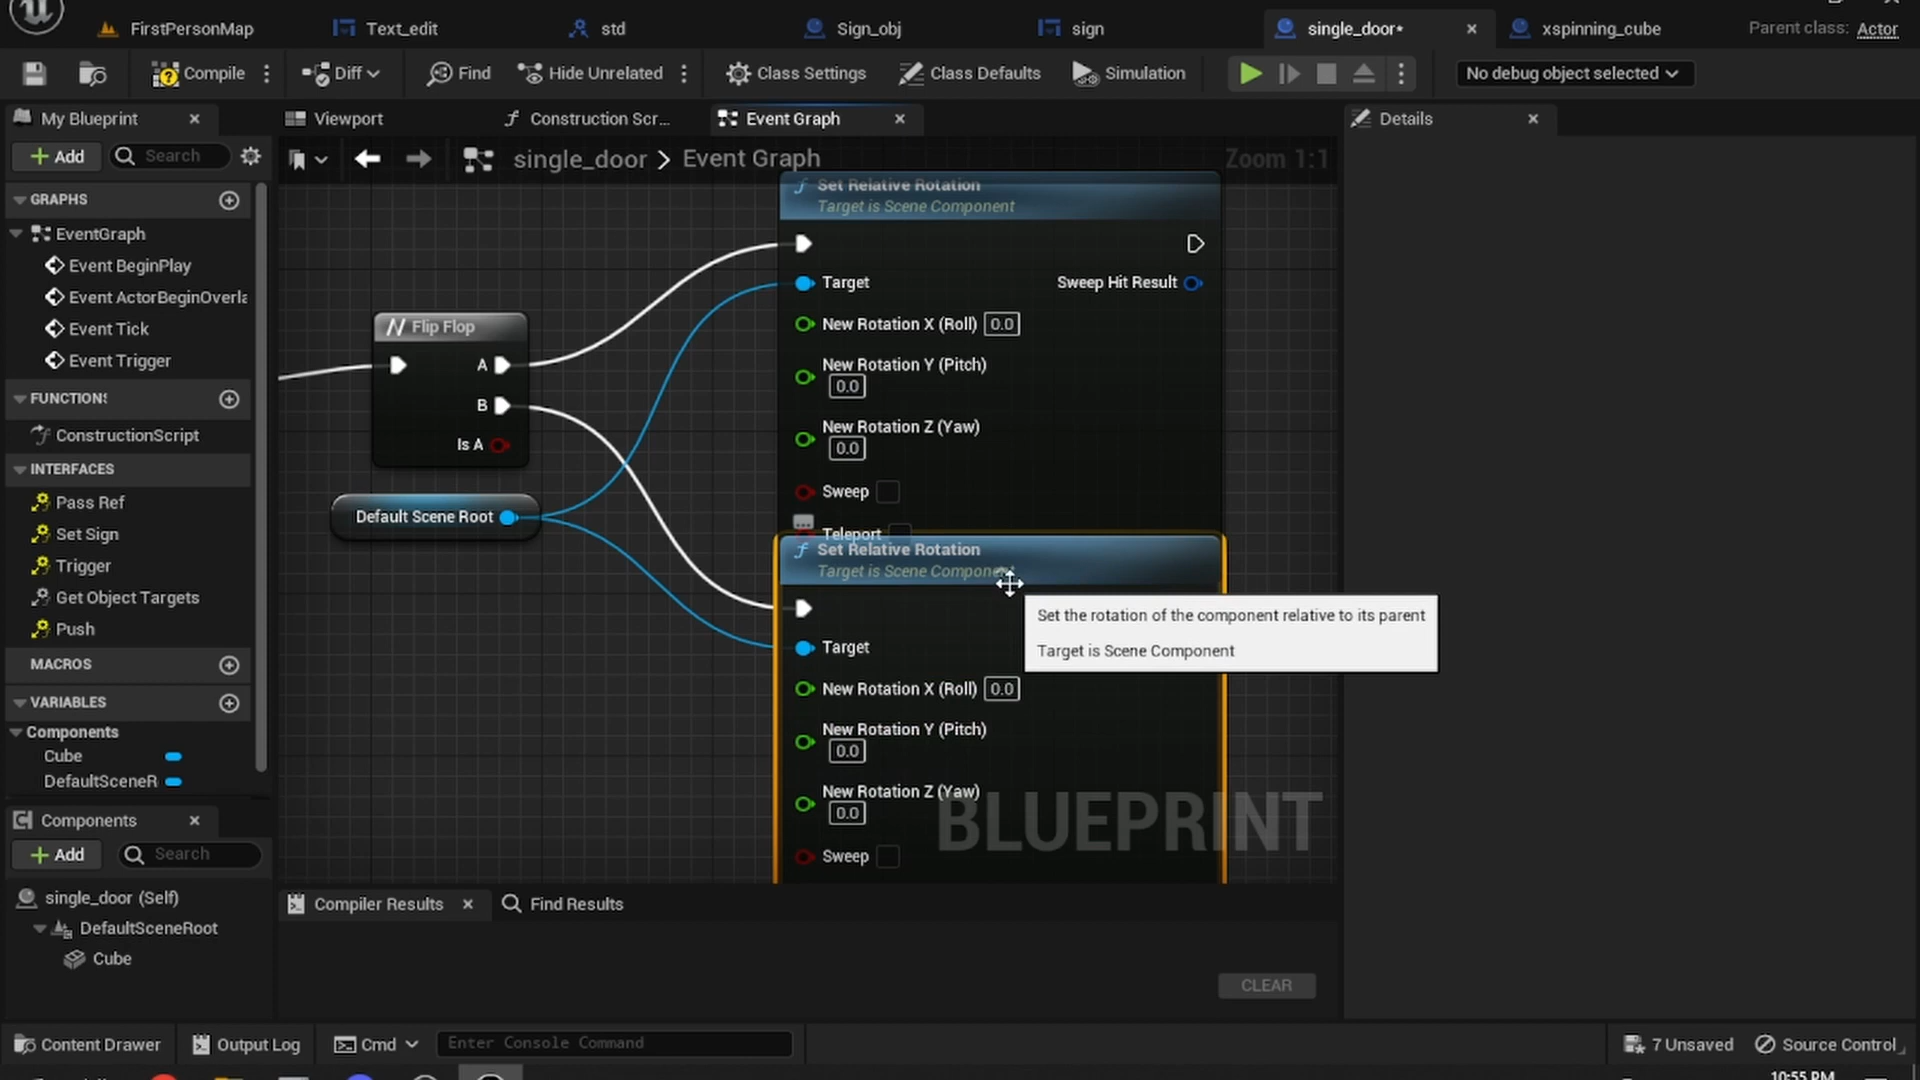 FirstPersonMap
Text_edit
std
Sign_obj
sign
single_door*
xspinning_cube
Parent class: Actor
Compile
Diff
Find
Hide Unrelated
Class Settings
Class Defaults
Simulation
No debug object selected
My Blueprint
Viewport
Construction Scr...
Event Graph
Details
Add
Search
single_door > Event Graph
Zoom 1:1
GRAPHS
EventGraph
Event BeginPlay
Event ActorBeginOverla
Event Tick
Event Trigger
FUNCTIONS
ConstructionScript
INTERFACES
Pass Ref
Set Sign
Trigger
Get Object Targets
Push
MACROS
VARIABLES
Components
Cube
DefaultSceneR
Components
Add
Search
single_door (Self)
DefaultSceneRoot
Cube
Flip Flop
A
B
Is A
Default Scene Root
Set Relative Rotation
Target is Scene Component
Target
Sweep Hit Result
New Rotation X (Roll) 0.0
New Rotation Y (Pitch)
0.0
New Rotation Z (Yaw)
0.0
Sweep
Teleport
Set Relative Rotation
Target is Scene Component
Target
New Rotation X (Roll) 0.0
New Rotation Y (Pitch)
0.0
New Rotation Z (Yaw)
0.0
Sweep
Set the rotation of the component relative to its parent
Target is Scene Component
BLUEPRINT
Compiler Results
Find Results
CLEAR
Content Drawer
Output Log
Cmd
Enter Console Command
7 Unsaved
Source Control
10:55 PM